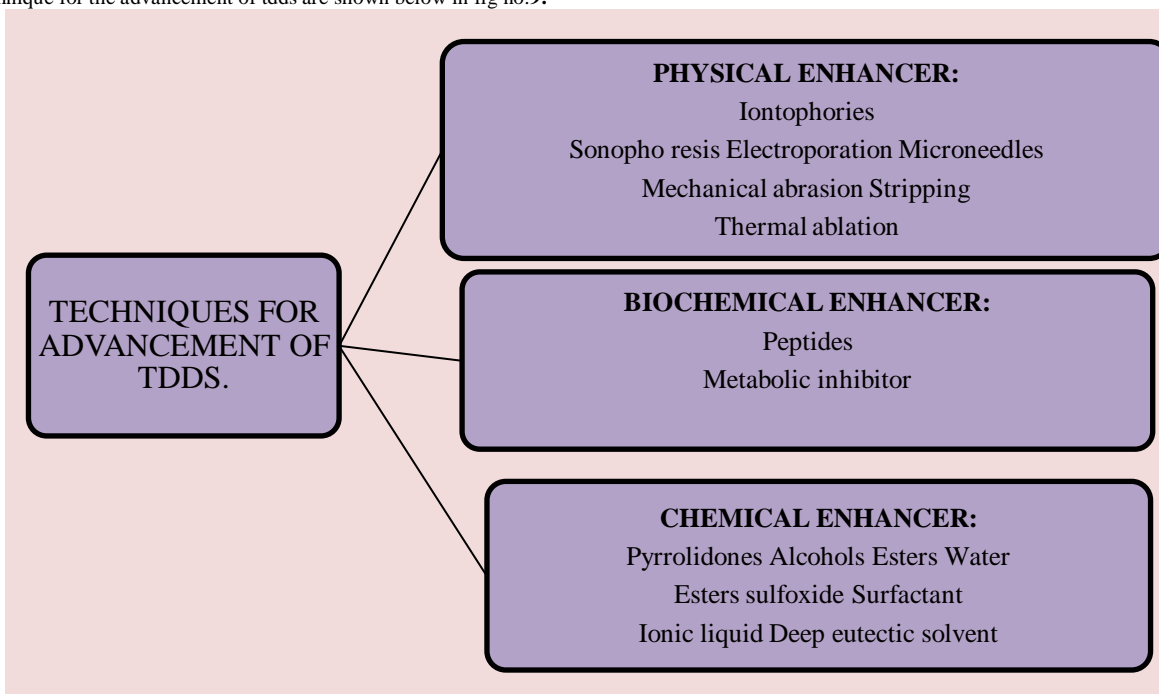 nique for the advancement of tdds are shown below in fig no.9.
PHYSICAL ENHANCER:
Iontophories
Sonopho resis Electroporation Microneedles
Mechanical abrasion Stripping
Thermal ablation
TECHNIQUES FOR
ADVANCEMENT OF
TDDS.
BIOCHEMICAL ENHANCER:
Peptides
Metabolic inhibitor
CHEMICAL ENHANCER:
Pyrrolidones Alcohols Esters Water
Esters sulfoxide Surfactant
Ionic liquid Deep eutectic solvent